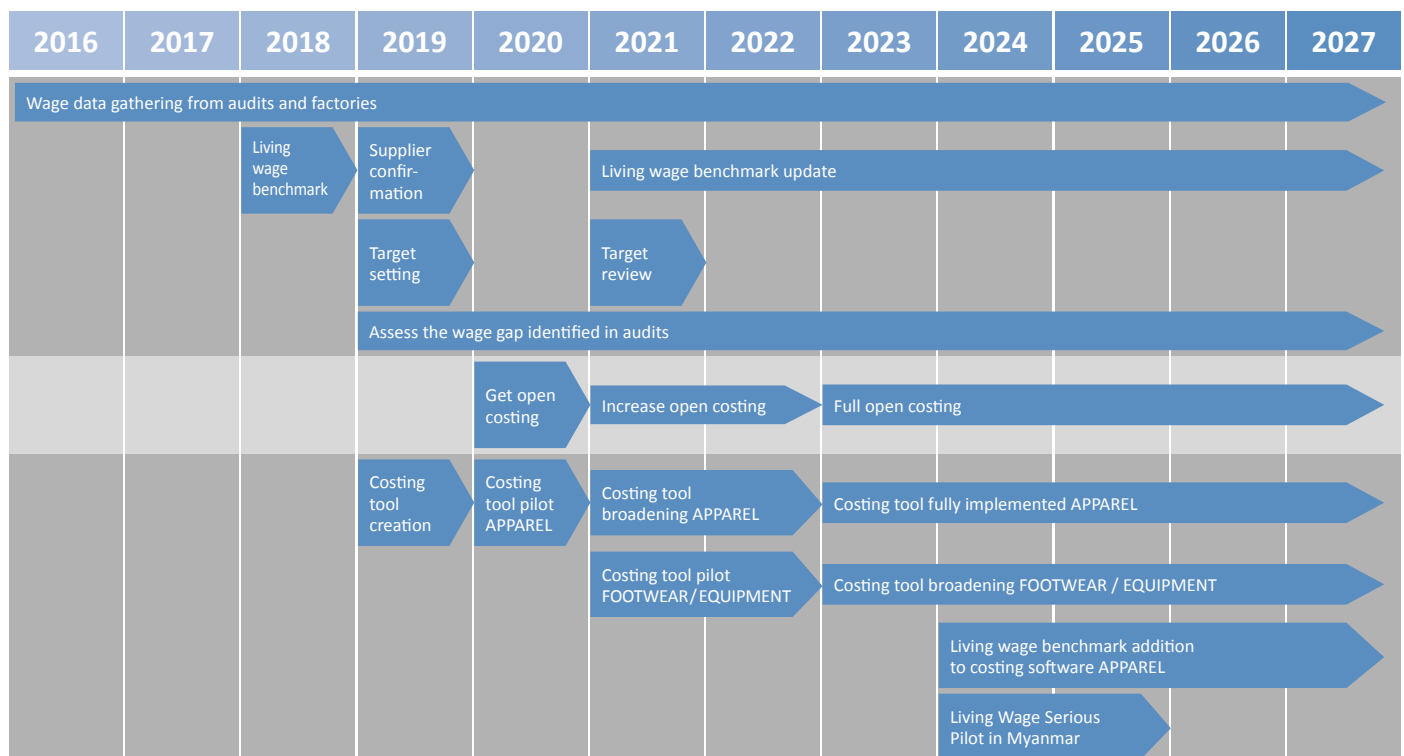 2016 2017 2018 2019 2020 2021 2022 2023 2024 2025 2026 2027
Wage data gathering from audits and factories
Living
wage
benchmark
Supplier
confir-
mation
Living wage benchmark update
Target
setting
Target
review
Assess the wage gap identified in audits
Get open
costing
Increase open costing
Full open costing
Costing
tool
creation
Costing
tool pilot
APPAREL
Costing tool
broadening APPAREL
Costing tool fully implemented APPAREL
Costing tool pilot
FOOTWEAR/EQUIPMENT
Costing tool broadening FOOTWEAR / EQUIPMENT
Living wage benchmark addition
to costing software APPAREL
Living Wage Serious
Pilot in Myanmar